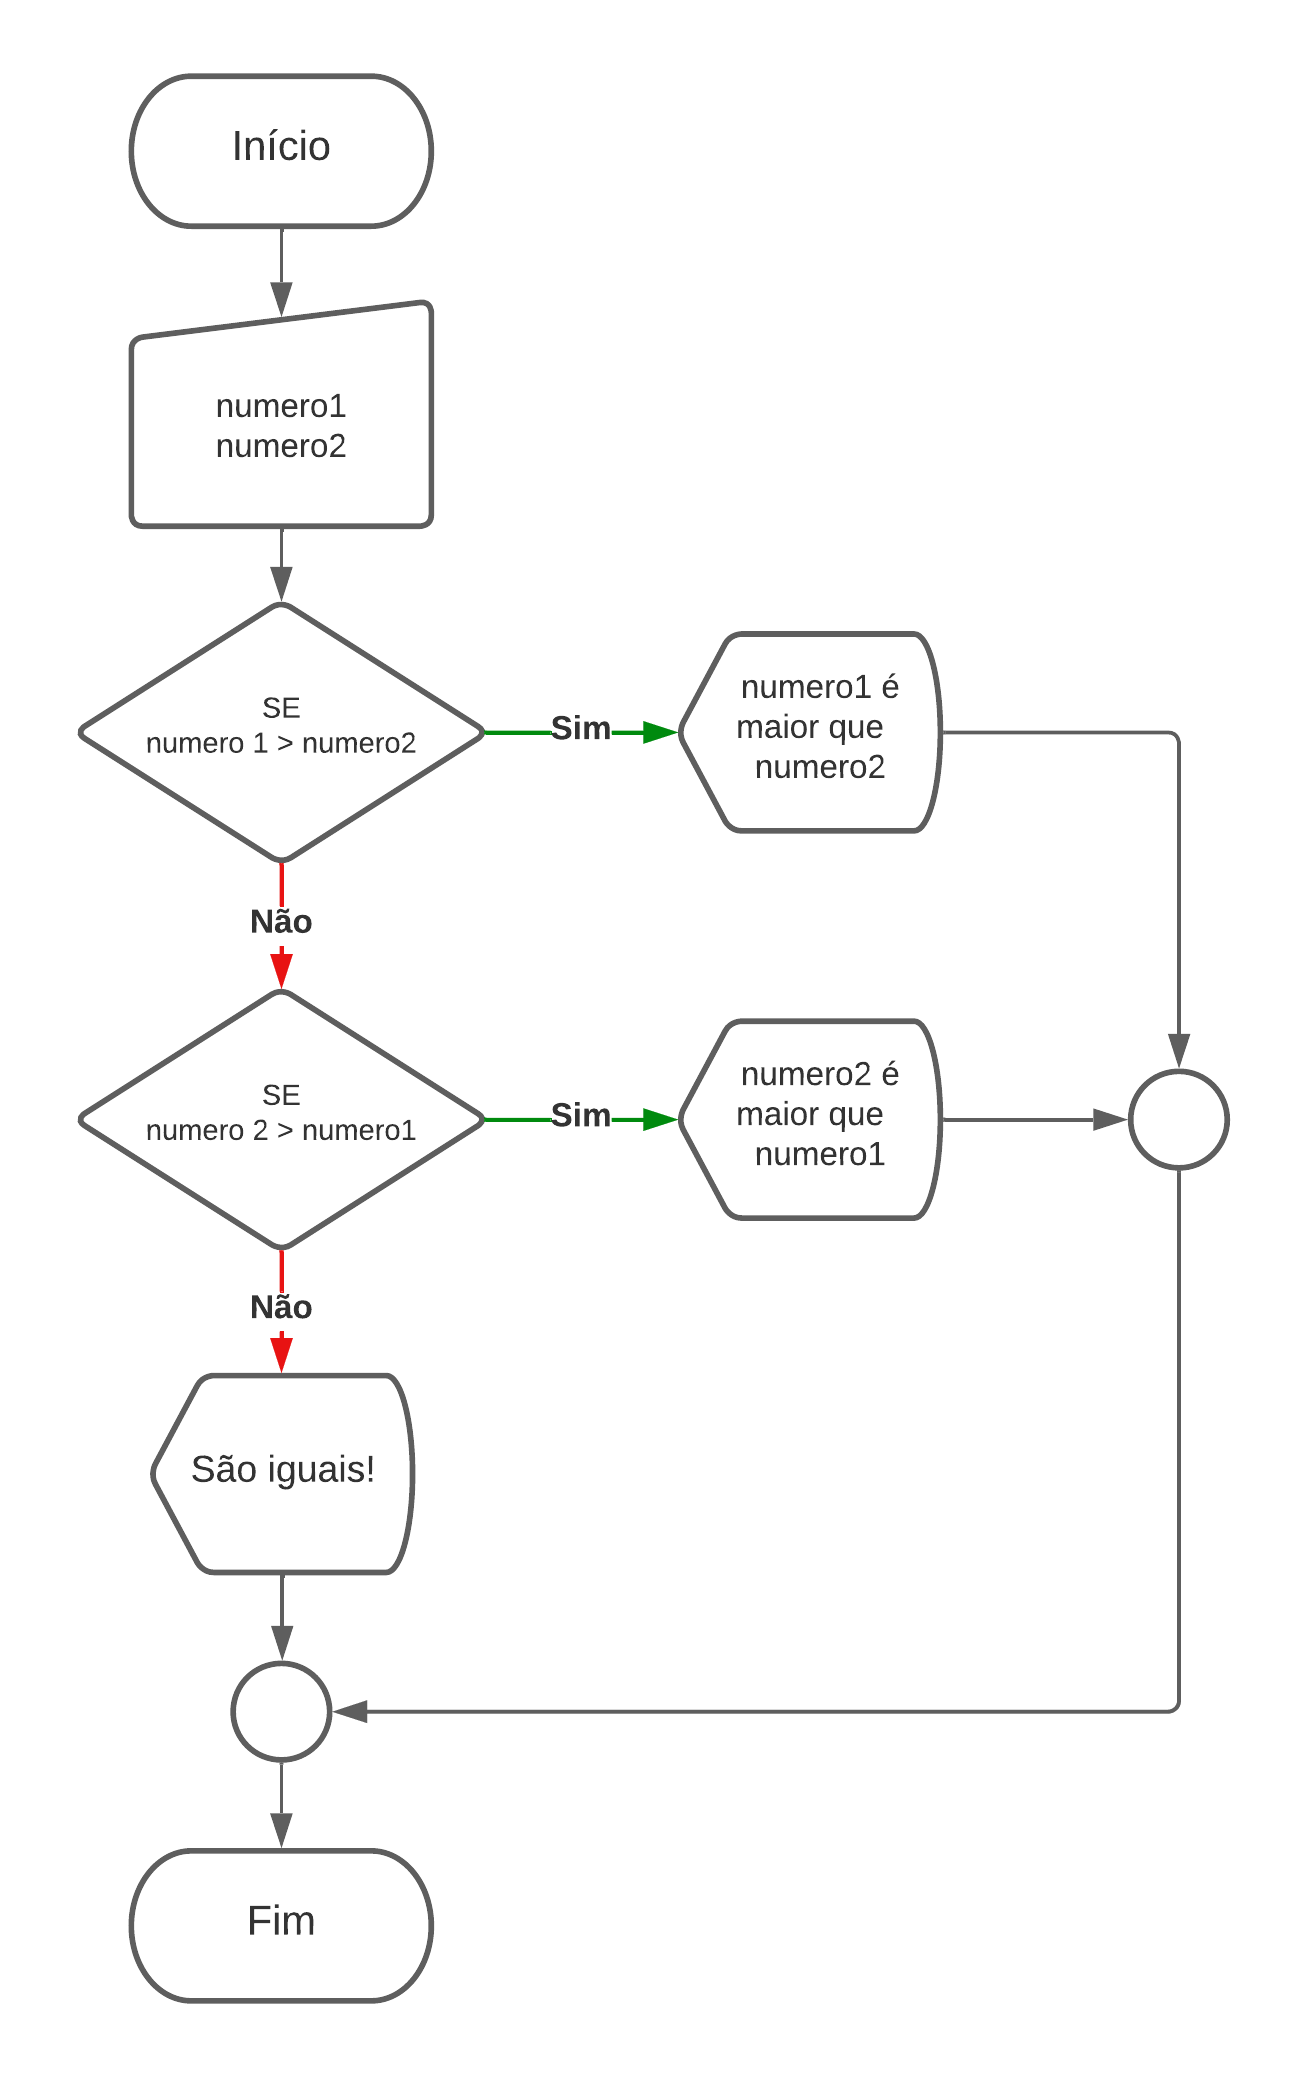 Início
numero1
numero2
SE
numero 1 > numero2
Sim
numero1 é
maior que
numero2
Não
SE
numero 2 > numero1
Sim
numero2 é
maior que
numero1
Não
São iguais!
Fim